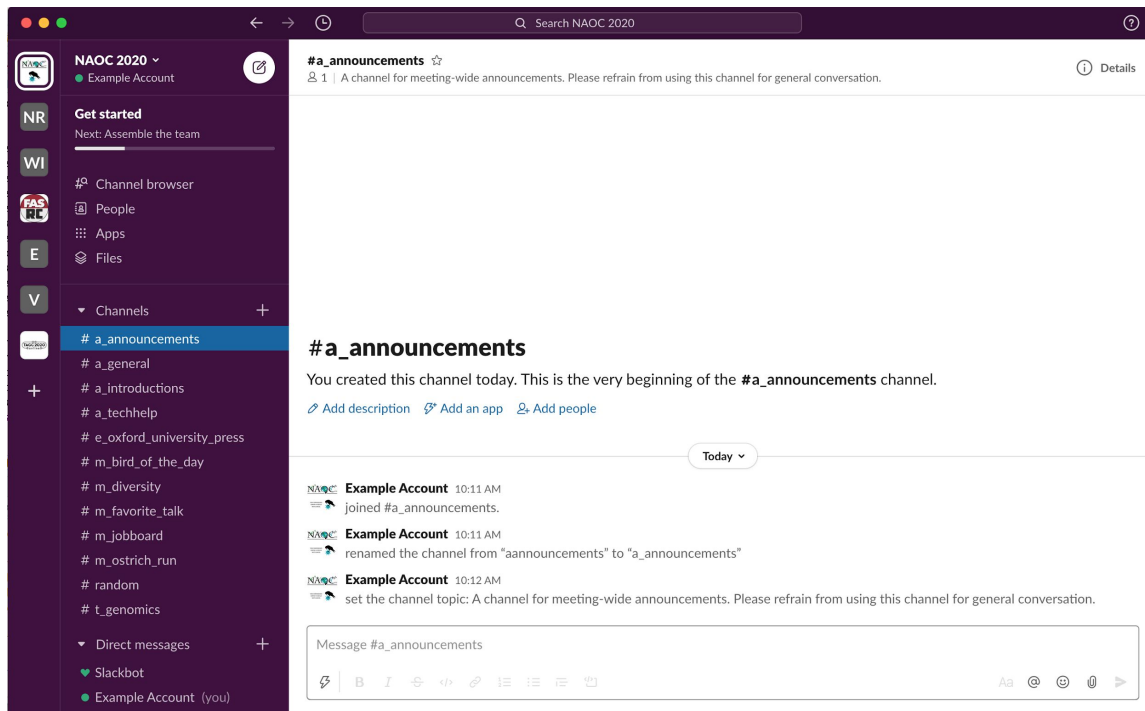 Search NAOC 2020
NAOC 2020
Example Account
NR
WI
FAS
RC
E
V
Get started
Next: Assemble the team
Channel browser
People
Apps
Files
Channels
# a_announcements
# a_general
# a_introductions
# a_techhelp
# e_oxford_university_press
# m_bird_of_the_day
# m_diversity
# m_favorite_talk
# m_jobboard
# m_ostrich_run
# random
# t_genomics
Direct messages
Slackbot
Example Account (you)
#a_announcements
1 | A channel for meeting-wide announcements. Please refrain from using this channel for general conversation.
Details
#a_announcements
You created this channel today. This is the very beginning of the #a_announcements channel.
Add description Add an app Add people
Today
Example Account 10:11 AM
joined #a_announcements.
Example Account 10:11 AM
renamed the channel from “aannouncements” to “a_announcements”
Example Account 10:12 AM
set the channel topic: A channel for meeting-wide announcements. Please refrain from using this channel for general conversation.
Message #a_announcements
B I S </> Aa @